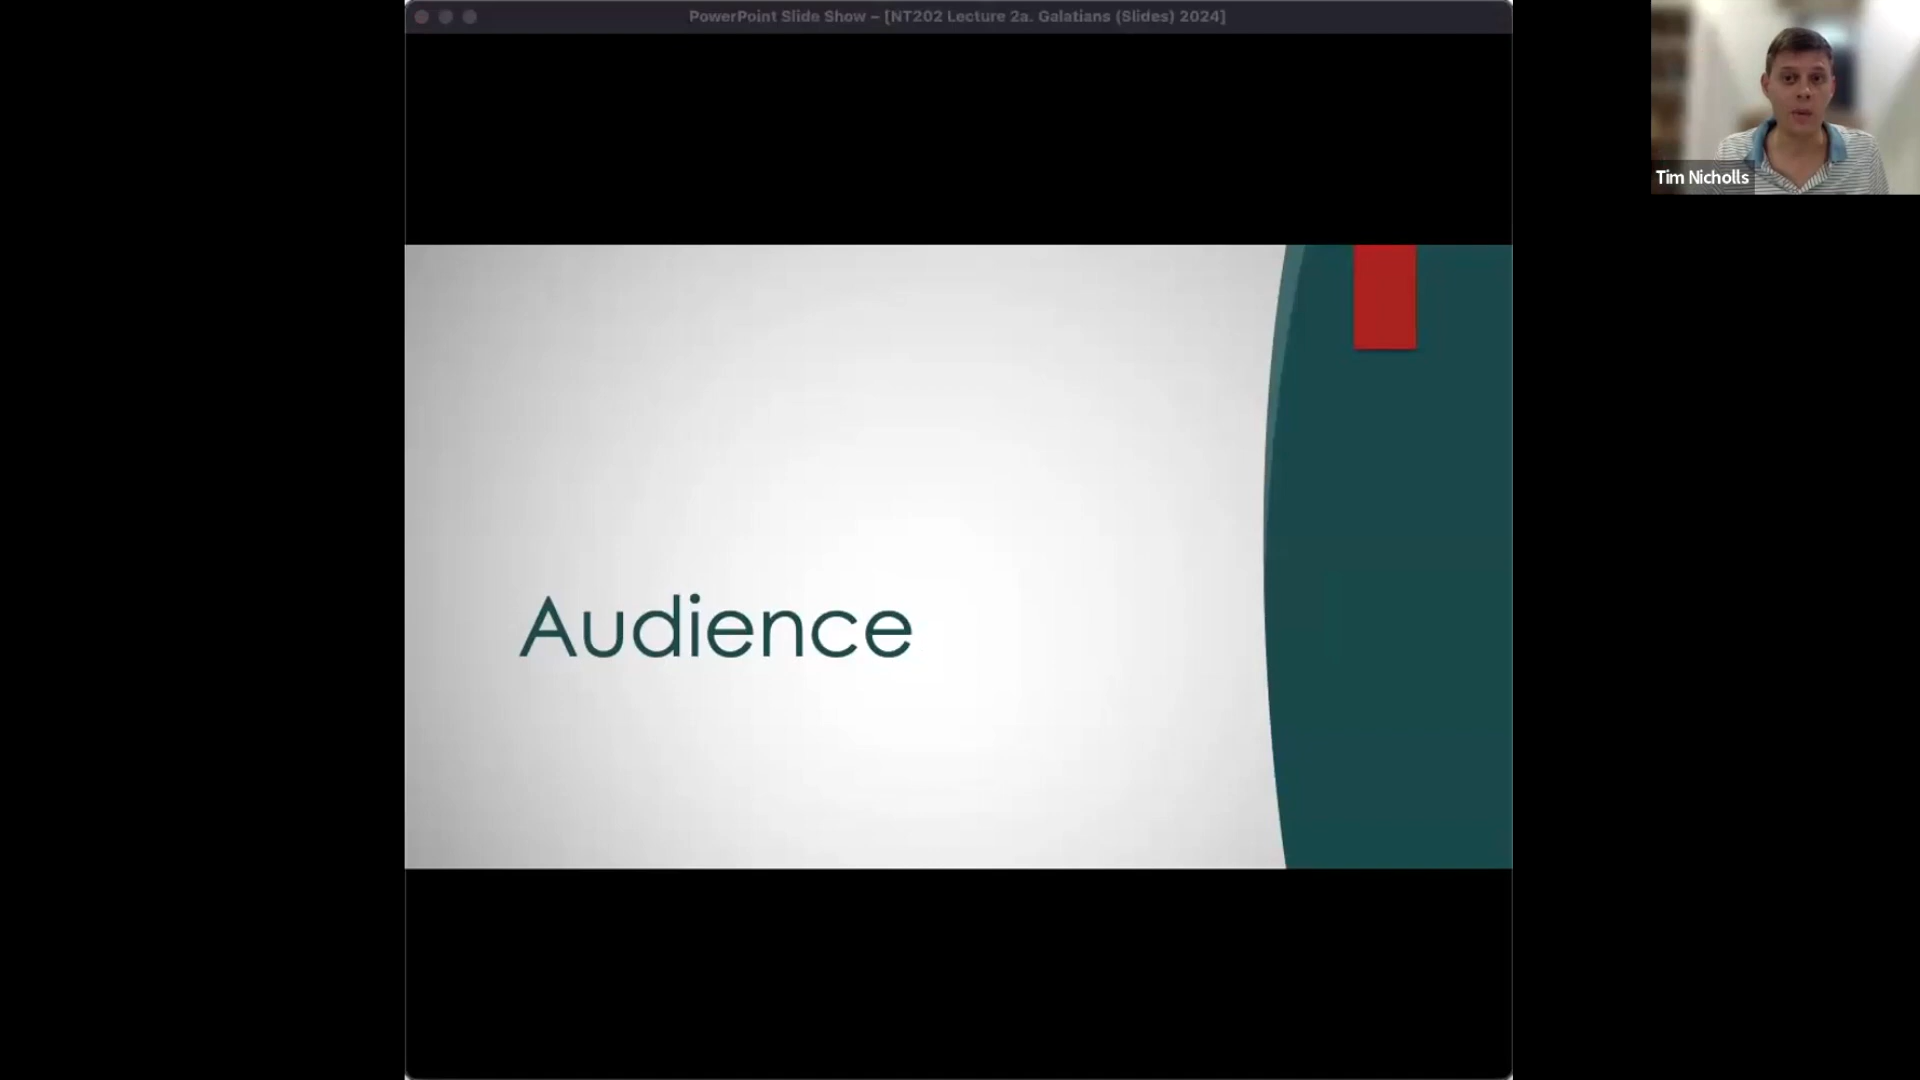 PowerPoint Slide Show – [NT202 Lecture 2a. Galatians (Slides) 2024]
Tim Nicholls
Audience